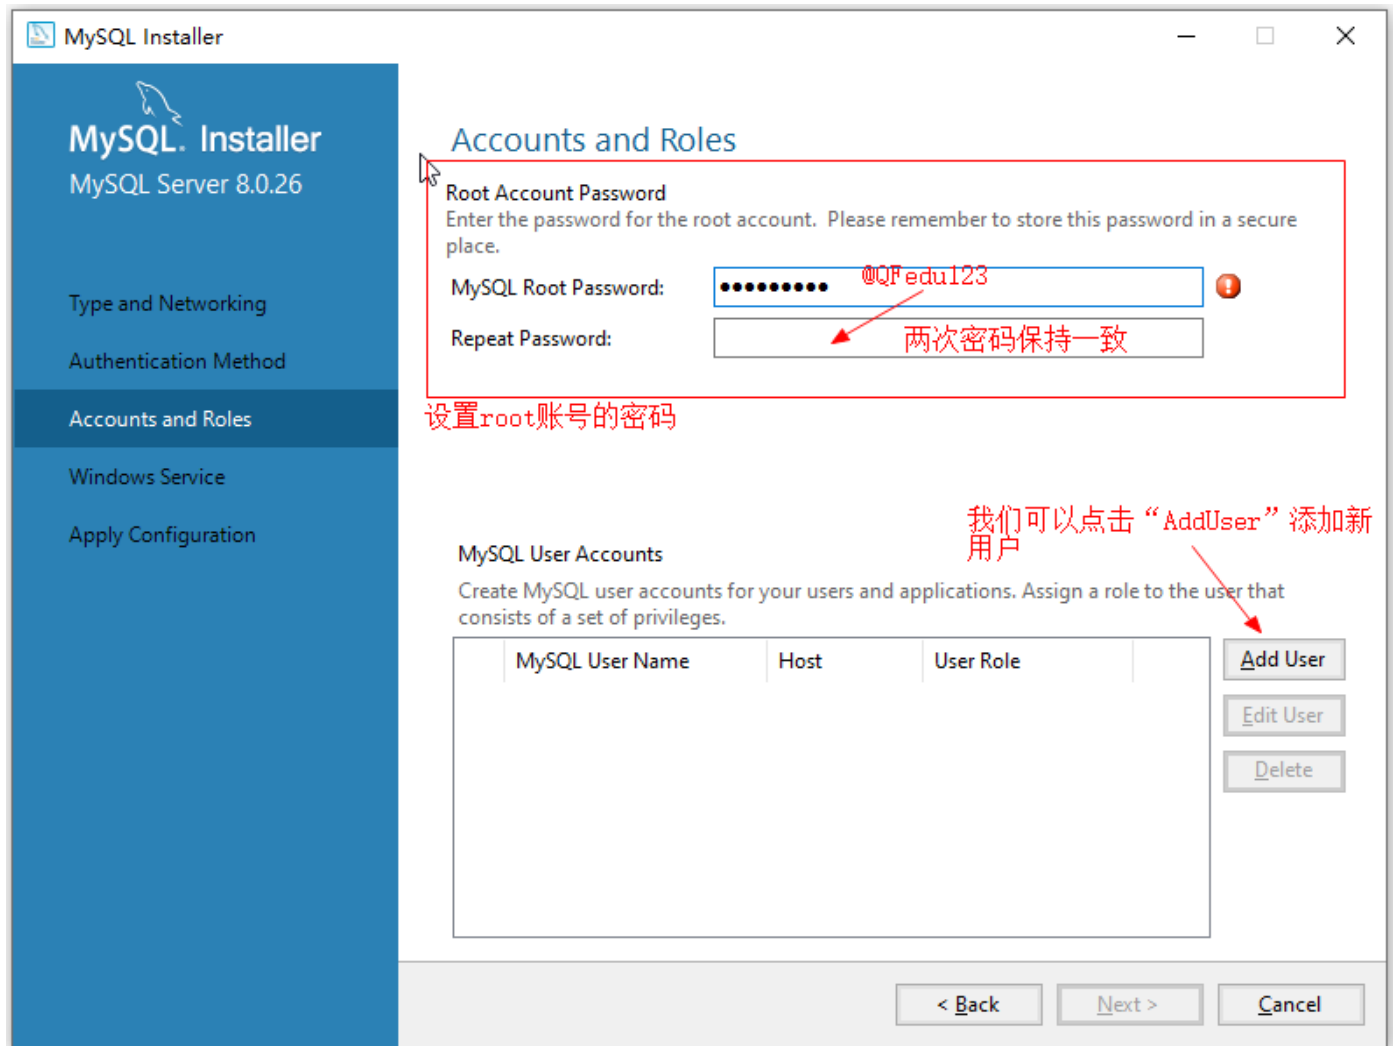 MySQL Installer
MySQL. Installer
MySQL Server 8.0.26
Type and Networking
Authentication Method
Accounts and Roles
Windows Service
Apply Configuration
Accounts and Roles
Root Account Password
Enter the password for the root account. Please remember to store this password in a secure
place.
MySQL Root Password: ●●●●●●●●● @QFedu123
Repeat Password: 两次密码保持一致
设置root账号的密码
我们可以点击“AddUser”添加新
用户
MySQL User Accounts
Create MySQL user accounts for your users and applications. Assign a role to the user that
consists of a set of privileges.
MySQL User Name Host User Role
Add User
Edit User
Delete
< Back Next > Cancel